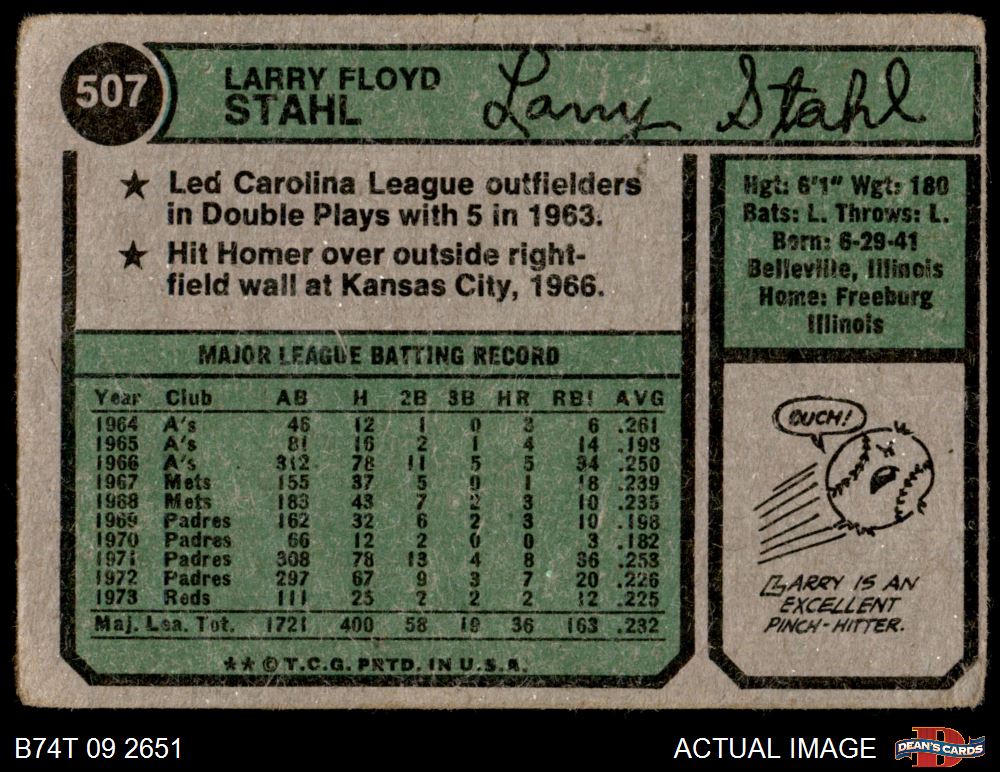 507
LARRY FLOYD
STAHL
Larry Stahl
★ Led Carolina League outfielders
in Double Plays with 5 in 1963.
★ Hit Homer over outside right-
field wall at Kansas City, 1966.
Hgt: 6'1" Wgt: 180
Bats: L. Throws: L.
Born: 6-29-41
Belleville, Illinois
Home: Freeburg
Illinois
MAJOR LEAGUE BATTING RECORD
Year Club AB H 2B 3B HR RBI AVG
1964 A's 46 12 1 0 3 6 .261
1965 A's 81 16 2 1 4 14 .198
1966 A's 312 78 11 5 5 34 .250
1967 Mets 155 37 5 0 1 18 .239
1968 Mets 183 43 7 2 3 10 .235
1969 Padres 162 32 6 2 3 10 .198
1970 Padres 66 12 2 0 0 3 .182
1971 Padres 308 78 13 4 8 36 .253
1972 Padres 297 67 9 3 7 20 .226
1973 Reds 111 25 2 2 2 12 .225
Maj. Lea. Tot. 1721 400 58 19 36 163 .232
★★ © T.C.G. PRTD. IN U.S.A.
OUCH!
LARRY IS AN
EXCELLENT
PINCH-HITTER.
B74T 09 2651
ACTUAL IMAGE
D
DEAN'S CARDS